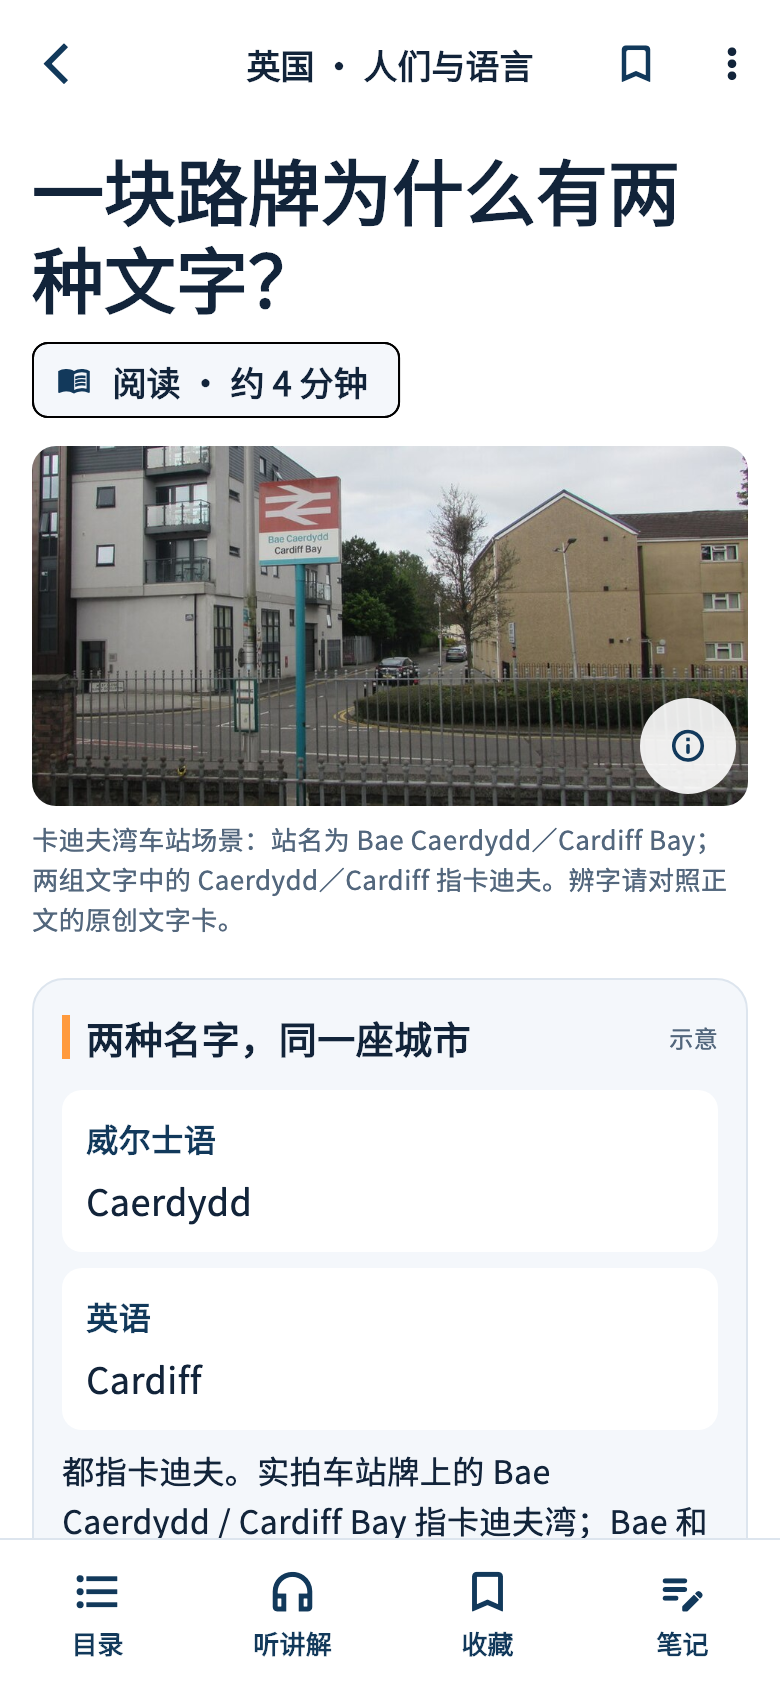 英国 · 人们与语言
一块路牌为什么有两
种文字？
阅读 · 约 4 分钟
Bae Caerdydd
Cardiff Bay
卡迪夫湾车站场景：站名为 Bae Caerdydd／Cardiff Bay；
两组文字中的 Caerdydd／Cardiff 指卡迪夫。辨字请对照正
文的原创文字卡。
两种名字，同一座城市
示意
威尔士语
Caerdydd
英语
Cardiff
都指卡迪夫。实拍车站牌上的 Bae
Caerdydd / Cardiff Bay 指卡迪夫湾；Bae 和
目录
听讲解
收藏
笔记